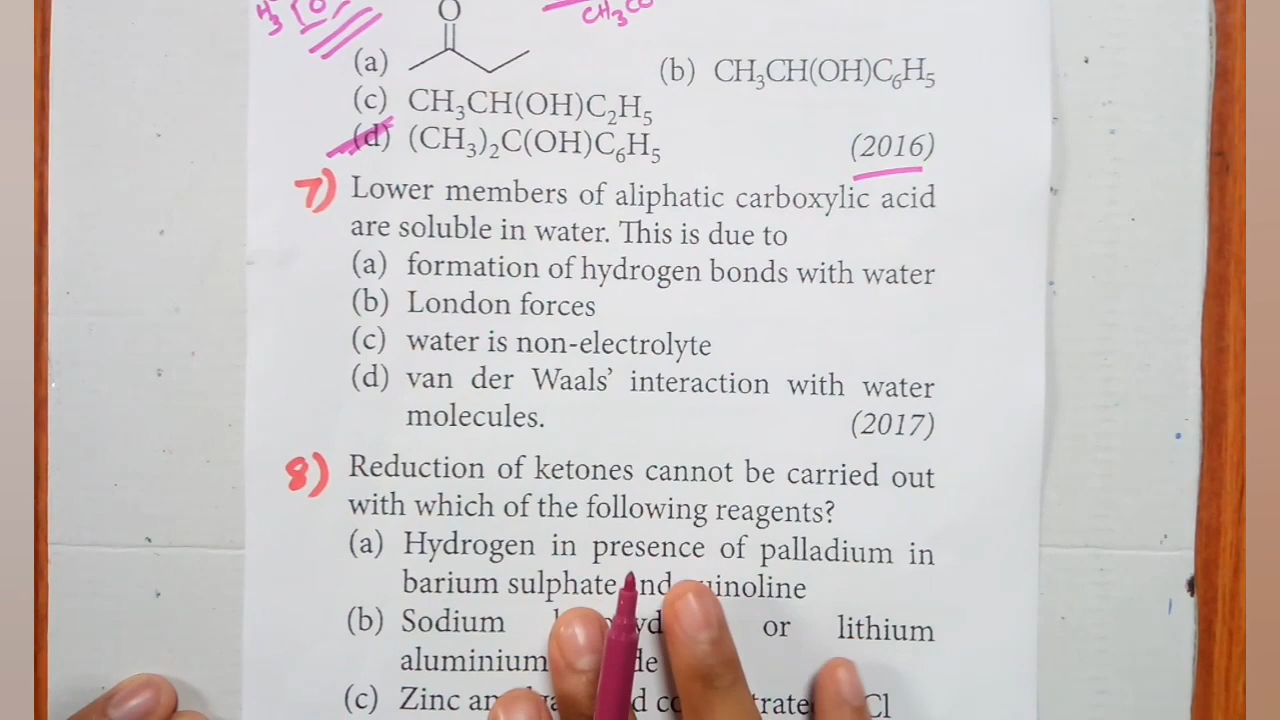 CH₃CO
O
(a)
(b) CH₃CH(OH)C₆H₅
(c) CH₃CH(OH)C₂H₅
(d) (CH₃)₂C(OH)C₆H₅ (2016)
7) Lower members of aliphatic carboxylic acid
are soluble in water. This is due to
(a) formation of hydrogen bonds with water
(b) London forces
(c) water is non-electrolyte
(d) van der Waals’ interaction with water
molecules. (2017)
8) Reduction of ketones cannot be carried out
with which of the following reagents?
(a) Hydrogen in presence of palladium in
barium sulphate
(b) Sodium or lithium
aluminium
(c) Zinc